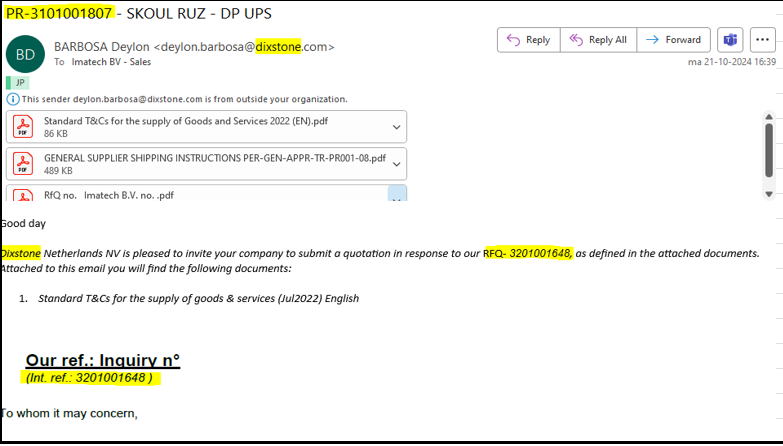 PR-3101001807 - SKOUL RUZ - DP UPS
BD
BARBOSA Deylon <deylon.barbosa@dixstone.com>
To Imatech BV - Sales
Reply
Reply All
Forward
ma 21-10-2024 16:39
JP
This sender deylon.barbosa@dixstone.com is from outside your organization.
Standard T&Cs for the supply of Goods and Services 2022 (EN).pdf
86 KB
GENERAL SUPPLIER SHIPPING INSTRUCTIONS PER-GEN-APPR-TR-PR001-08.pdf
489 KB
RfQ no. Imatech B.V. no. .pdf
Good day
Dixstone Netherlands NV is pleased to invite your company to submit a quotation in response to our RFQ- 3201001648, as defined in the attached documents.
Attached to this email you will find the following documents:
1. Standard T&Cs for the supply of goods & services (Jul2022) English
Our ref.: Inquiry n°
(Int. ref.: 3201001648 )
To whom it may concern,